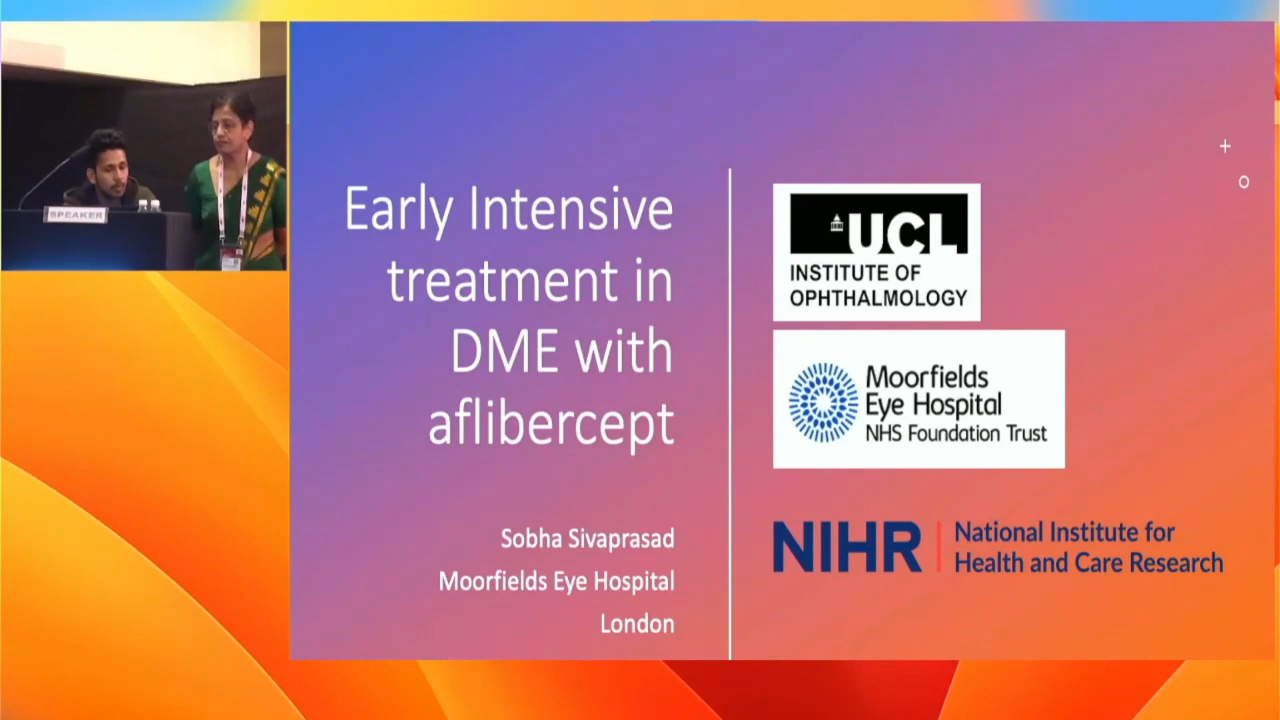 SPEAKER
Early Intensive
treatment in
DME with
aflibercept
Sobha Sivaprasad
Moorfields Eye Hospital
London
UCL
INSTITUTE OF
OPHTHALMOLOGY
Moorfields
Eye Hospital
NHS Foundation Trust
NIHR | National Institute for
Health and Care Research